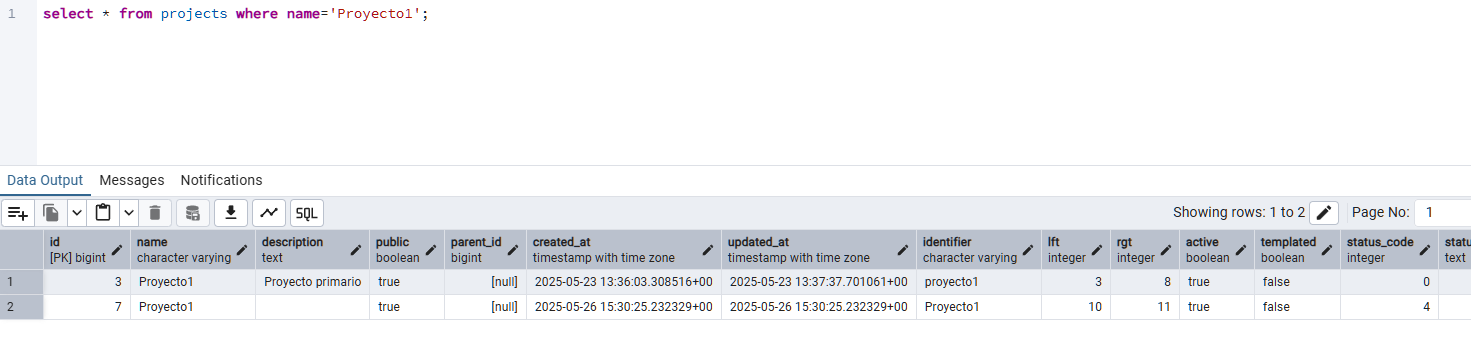 1 select * from projects where name='Proyecto1';
Data Output Messages Notifications
SQL Showing rows: 1 to 2 Page No: 1
id name description public parent_id created_at updated_at identifier lft rgt active templated status_code statu
[PK] bigint character varying text boolean bigint timestamp with time zone timestamp with time zone character varying integer integer boolean boolean integer text
1 3 Proyecto1 Proyecto primario true [null] 2025-05-23 13:36:03.308516+00 2025-05-23 13:37:37.701061+00 proyecto1 3 8 true false 0
2 7 Proyecto1 true [null] 2025-05-26 15:30:25.232329+00 2025-05-26 15:30:25.232329+00 Proyecto1 10 11 true false 4